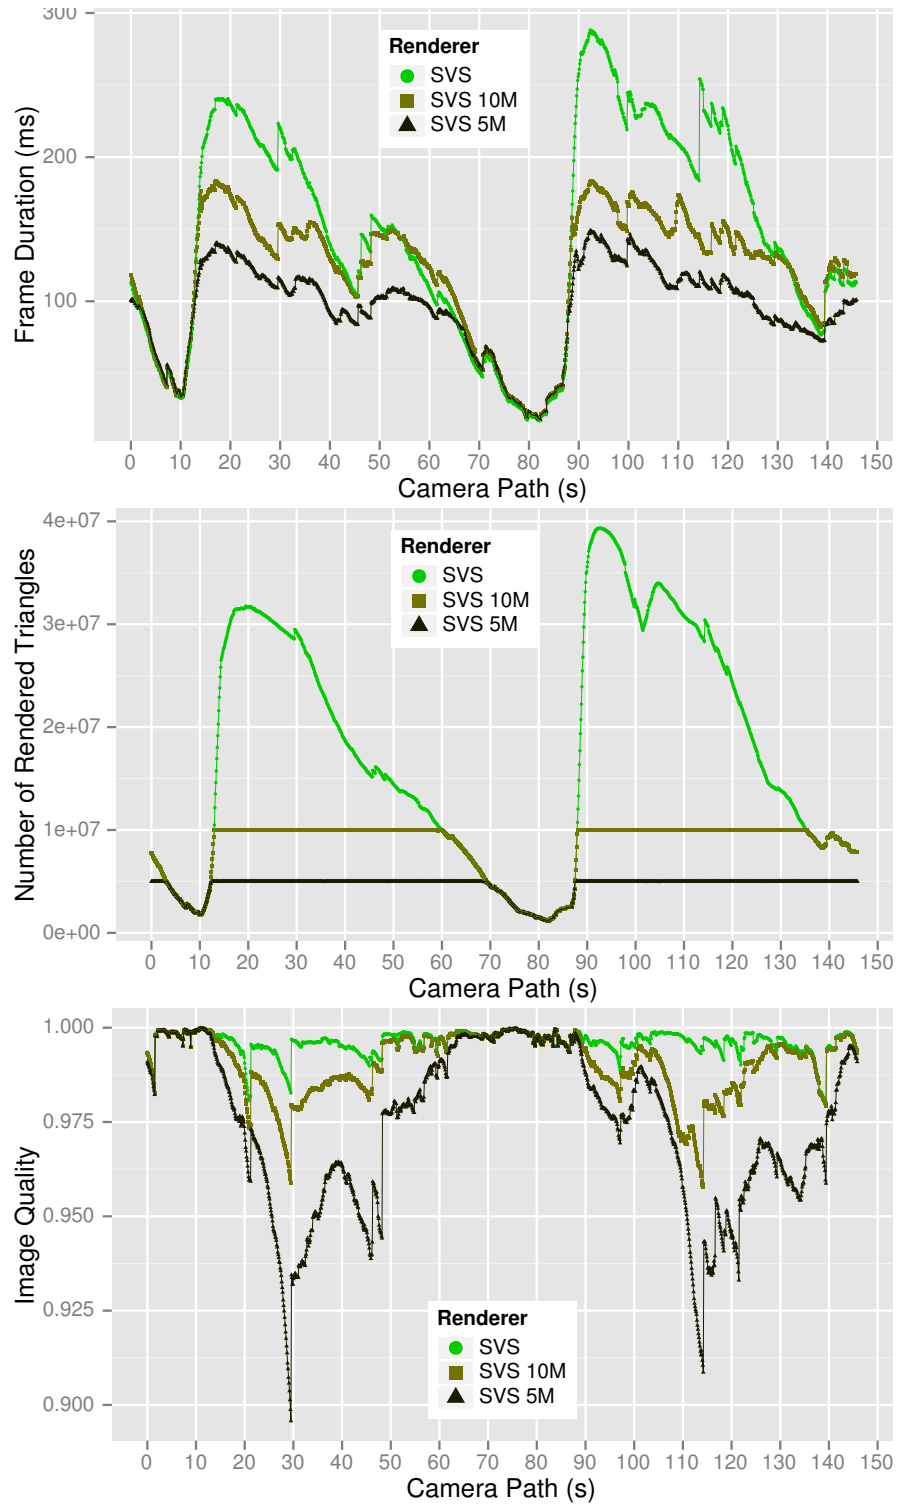 300
200
100
Frame Duration (ms)
Renderer
SVS
SVS 10M
SVS 5M
0 10 20 30 40 50 60 70 80 90 100 110 120 130 140 150
Camera Path (s)
4e+07
3e+07
2e+07
1e+07
0e+00
Number of Rendered Triangles
Renderer
SVS
SVS 10M
SVS 5M
0 10 20 30 40 50 60 70 80 90 100 110 120 130 140 150
Camera Path (s)
1.000
0.975
0.950
0.925
0.900
Image Quality
Renderer
SVS
SVS 10M
SVS 5M
0 10 20 30 40 50 60 70 80 90 100 110 120 130 140 150
Camera Path (s)